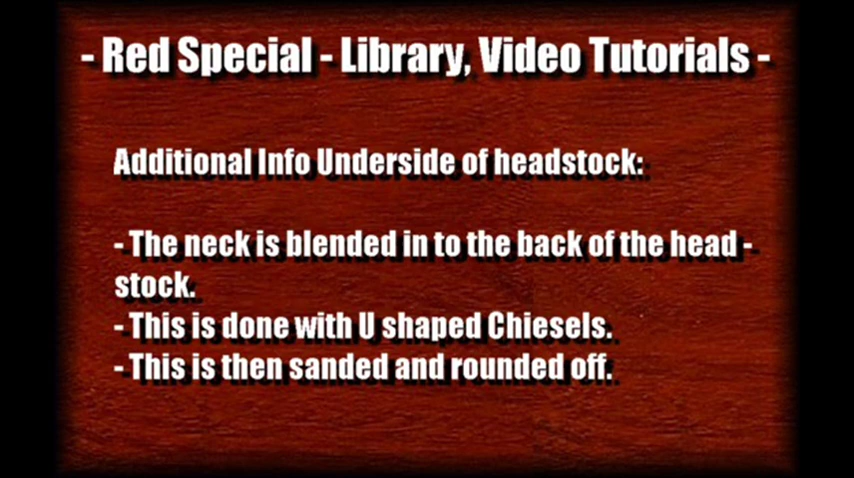 - Red Special - Library, Video Tutorials -
Additional Info Underside of headstock:
- The neck is blended in to the back of the head -
stock.
- This is done with U shaped Chiesels.
- This is then sanded and rounded off.